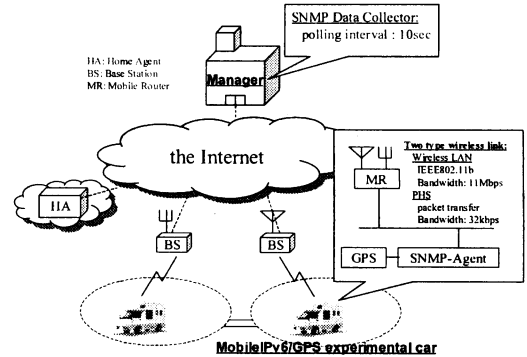 SNMP Data Collector:
polling interval : 10sec
HA: Home Agent
BS: Base Station
MR: Mobile Router
Manager
the Internet
Two type wireless link:
Wireless LAN
IEEE802.11b
Bandwidth: 11Mbps
PHS
packet transfer
Bandwidth: 32kbps
MR
HA
BS
BS
GPS
SNMP-Agent
MobileIPv6/GPS experimental car